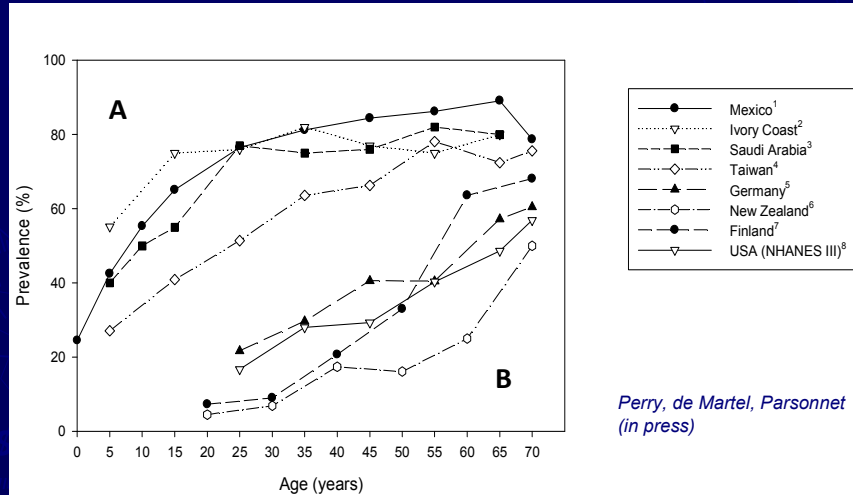 100
80
60
40
20
0
Prevalence (%)
A
B
0 5 10 15 20 25 30 35 40 45 50 55 60 65 70
Age (years)
Mexico¹
Ivory Coast²
Saudi Arabia³
Taiwan⁴
Germany⁵
New Zealand⁶
Finland⁷
USA (NHANES III)⁸
Perry, de Martel, Parsonnet
(in press)